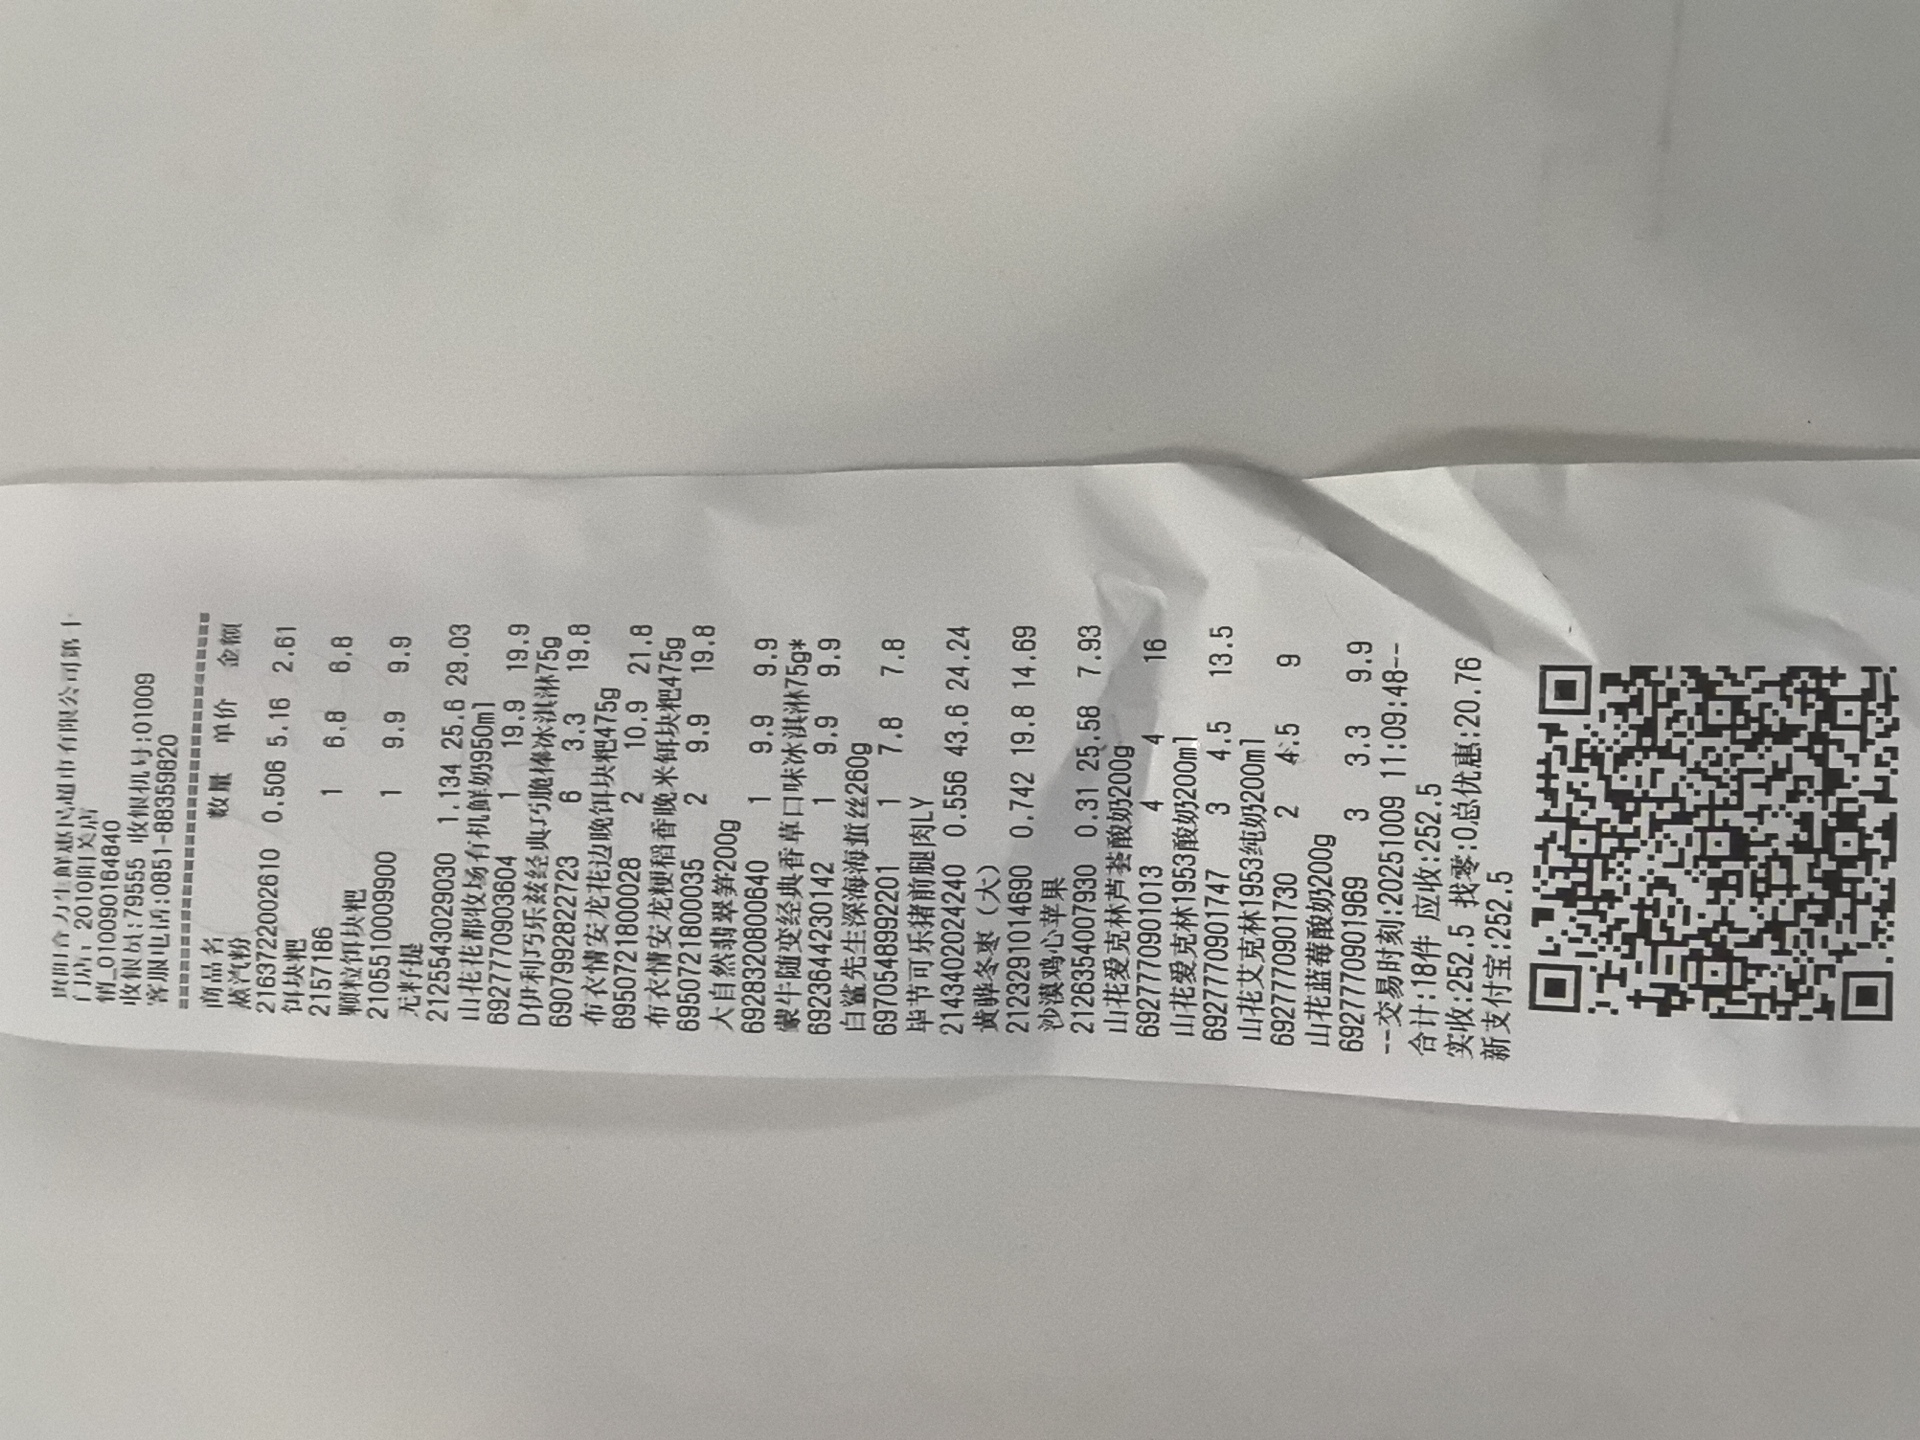 贵阳合力生鲜惠民超市有限公司第十
门店: 2010阳关店
销_010090164840
收银员:79555 收银机号:01009
客服电话:0851-88359820
商品名 数量 单价 金额
蒸汽粉
2163722002610 0.506 5.16 2.61
饵块粑
2157186 1 6.8 6.8
颗粒饵块粑
2105510009900 1 9.9 9.9
无籽提
2125543029030 1.134 25.6 29.03
山花花都牧场有机鲜奶950ml
6927777090360​4 1 19.9 19.9
D伊利巧乐兹经典巧脆棒冰淇淋75g
6907992822723 6 3.3 19.8
布衣情安龙花花边晚饵块粑475g
6950721800028 2 10.9 21.8
布衣情安龙粳稻香晚米饵块粑475g
6950721800035 2 9.9 19.8
大自然翡翠笋200g
6928320800640 1 9.9 9.9
蒙牛随变经典香草口味冰淇淋75g*
6923644230142 1 9.9 9.9
白鲨先生深海海蜇丝260g
6970548992201 1 7.8 7.8
毕节可乐猪前腿肉LY
2143402024240 0.556 43.6 24.24
黄骅冬枣（大）
2123291014690 0.742 19.8 14.69
沙漠鸡心苹果
2126354007930 0.31 25.58 7.93
山花爱克林芦荟酸奶200g
6927770901013 4 4 16
山花爱克林1953酸奶200ml
6927770901747 3 4.5 13.5
山花艾克林1953纯奶200ml
6927770901730 2 4.5 9
山花蓝莓酸奶200g
6927770901969 3 3.3 9.9
--交易时刻:20251009 11:09:48--
合计:18件 应收:252.5
实收:252.5 找零:0总优惠:20.76
新支付宝:252.5